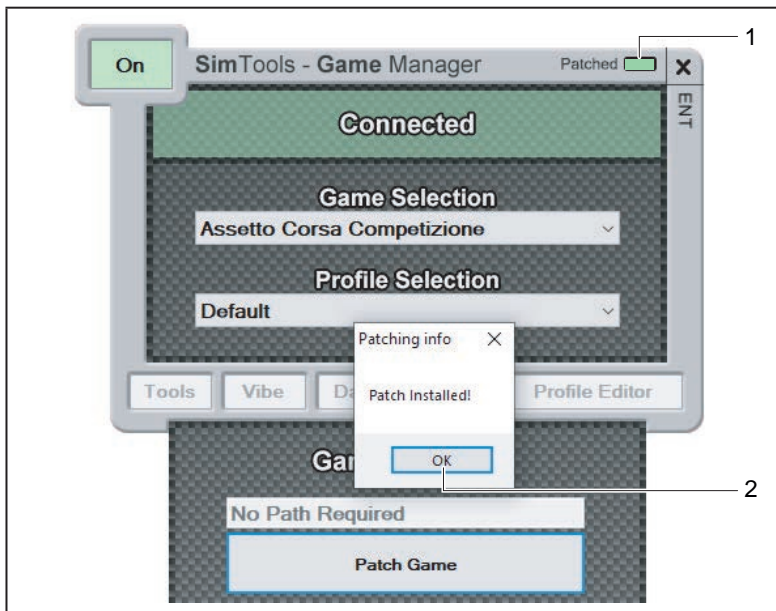 1
On
SimTools - Game Manager
Patched
X
ENT
Connected
Game Selection
Assetto Corsa Competizione
Profile Selection
Default
Patching info
Patch Installed!
OK
Tools
Vibe
Profile Editor
2
No Path Required
Patch Game